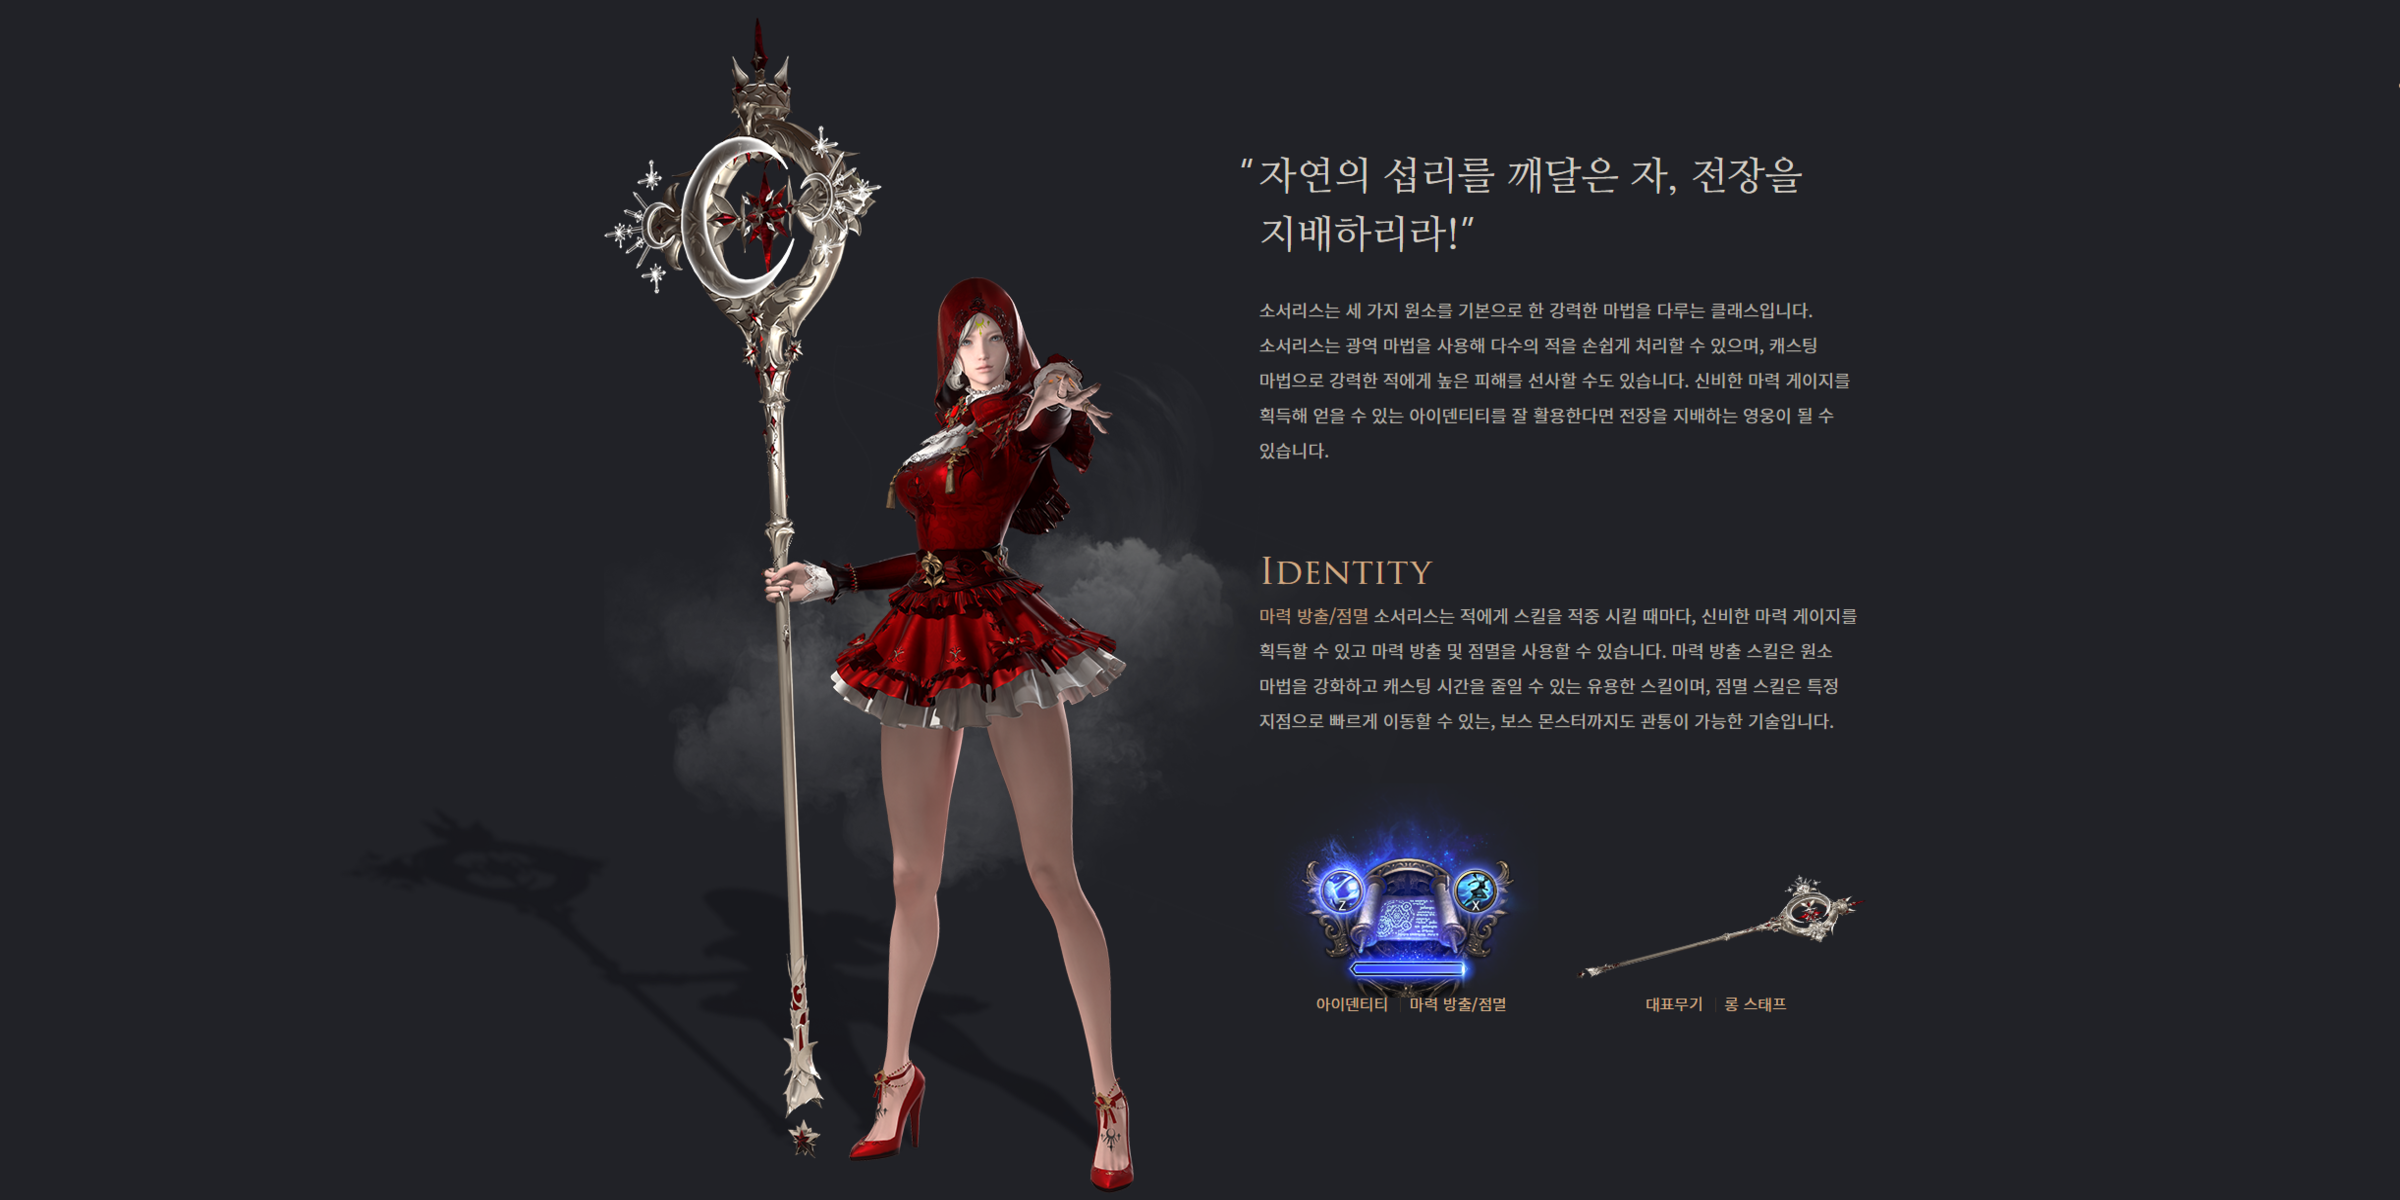 "자연의 섭리를 깨달은 자, 전장을
지배하리라!"
소서리스는 세 가지 원소를 기본으로 한 강력한 마법을 다루는 클래스입니다.
소서리스는 광역 마법을 사용해 다수의 적을 손쉽게 처리할 수 있으며, 캐스팅
마법으로 강력한 적에게 높은 피해를 선사할 수도 있습니다. 신비한 마력 게이지를
획득해 얻을 수 있는 아이덴티티를 잘 활용한다면 전장을 지배하는 영웅이 될 수
있습니다.
IDENTITY
마력 방출/점멸 소서리스는 적에게 스킬을 적중 시킬 때마다, 신비한 마력 게이지를
획득할 수 있고 마력 방출 및 점멸을 사용할 수 있습니다. 마력 방출 스킬은 원소
마법을 강화하고 캐스팅 시간을 줄일 수 있는 유용한 스킬이며, 점멸 스킬은 특정
지점으로 빠르게 이동할 수 있는, 보스 몬스터까지도 관통이 가능한 기술입니다.
Z X
아이덴티티 | 마력 방출/점멸
대표무기 | 롱 스태프